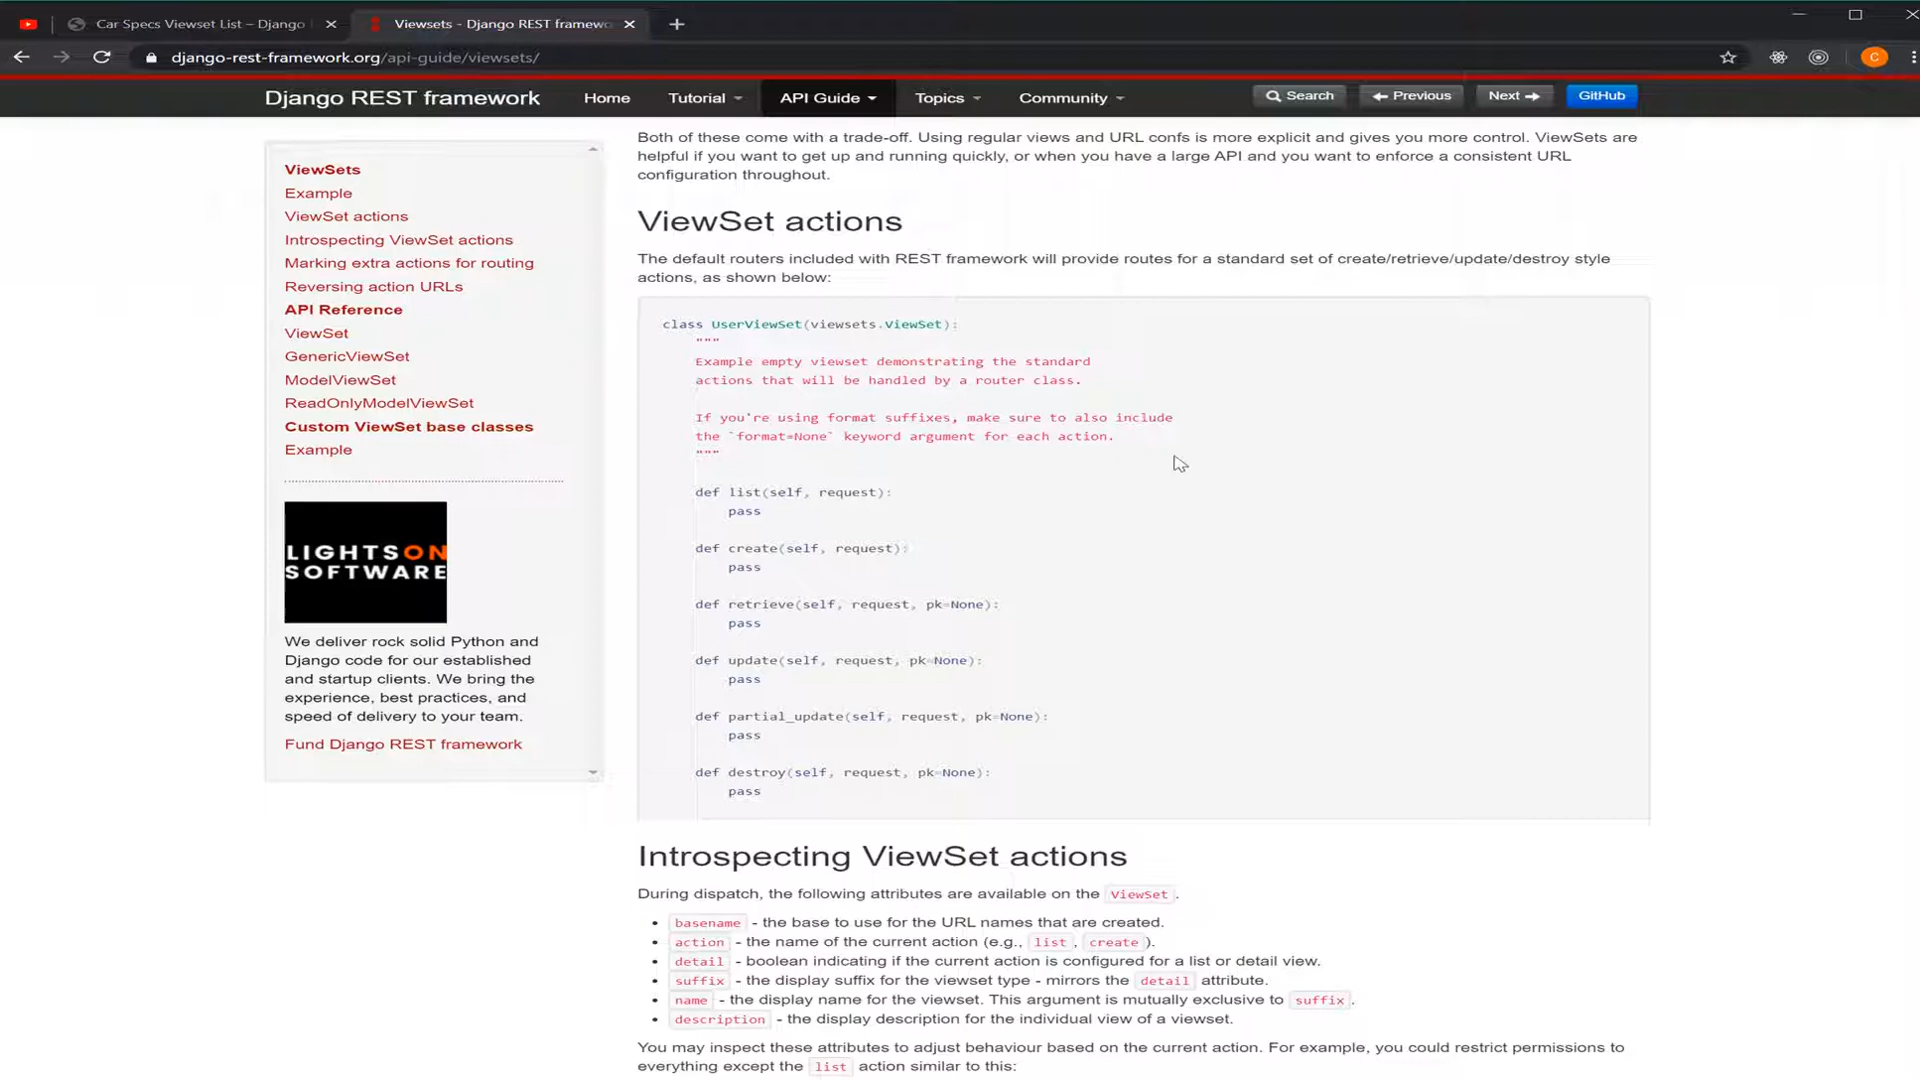 Car Specs Viewset List – Django
Viewsets - Django REST framewo
django-rest-framework.org/api-guide/viewsets/
C
Django REST framework
Home
Tutorial
API Guide
Topics
Community
Search
Previous
Next
GitHub
ViewSets
Example
ViewSet actions
Introspecting ViewSet actions
Marking extra actions for routing
Reversing action URLs
API Reference
ViewSet
GenericViewSet
ModelViewSet
ReadOnlyModelViewSet
Custom ViewSet base classes
Example
LIGHTSON
SOFTWARE
We deliver rock solid Python and
Django code for our established
and startup clients. We bring the
experience, best practices, and
speed of delivery to your team.
Fund Django REST framework
Both of these come with a trade-off. Using regular views and URL confs is more explicit and gives you more control. ViewSets are
helpful if you want to get up and running quickly, or when you have a large API and you want to enforce a consistent URL
configuration throughout.
ViewSet actions
The default routers included with REST framework will provide routes for a standard set of create/retrieve/update/destroy style
actions, as shown below:
class UserViewSet(viewsets.ViewSet):
"""
Example empty viewset demonstrating the standard
actions that will be handled by a router class.
If you're using format suffixes, make sure to also include
the `format=None` keyword argument for each action.
"""
def list(self, request):
pass
def create(self, request):
pass
def retrieve(self, request, pk=None):
pass
def update(self, request, pk=None):
pass
def partial_update(self, request, pk=None):
pass
def destroy(self, request, pk=None):
pass
Introspecting ViewSet actions
During dispatch, the following attributes are available on the ViewSet.
• basename - the base to use for the URL names that are created.
• action - the name of the current action (e.g., list, create).
• detail - boolean indicating if the current action is configured for a list or detail view.
• suffix - the display suffix for the viewset type - mirrors the detail attribute.
• name - the display name for the viewset. This argument is mutually exclusive to suffix.
• description - the display description for the individual view of a viewset.
You may inspect these attributes to adjust behaviour based on the current action. For example, you could restrict permissions to
everything except the list action similar to this: